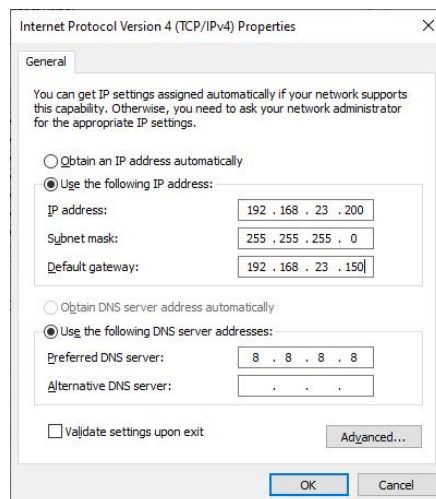 Internet Protocol Version 4 (TCP/IPv4) Properties
General
You can get IP settings assigned automatically if your network supports
this capability. Otherwise, you need to ask your network administrator
for the appropriate IP settings.
Obtain an IP address automatically
Use the following IP address:
IP address: 192 . 168 . 23 . 200
Subnet mask: 255 . 255 . 255 . 0
Default gateway: 192 . 168 . 23 . 150
Obtain DNS server address automatically
Use the following DNS server addresses:
Preferred DNS server: 8 . 8 . 8 . 8
Alternative DNS server: . . .
Validate settings upon exit
Advanced...
OK Cancel